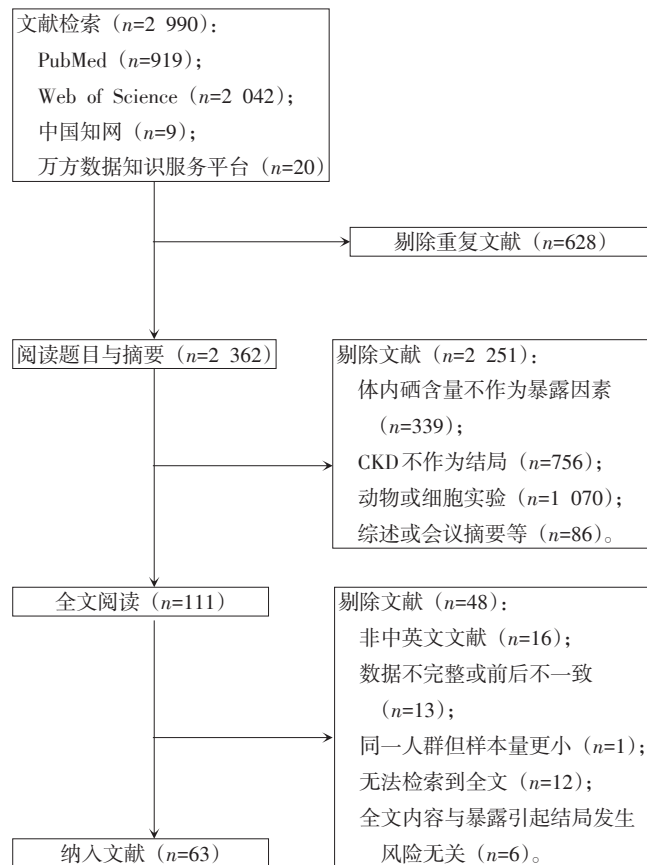 文献检索（n=2 990）：
PubMed（n=919）；
Web of Science（n=2 042）；
中国知网（n=9）；
万方数据知识服务平台（n=20）
剔除重复文献（n=628）
阅读题目与摘要（n=2 362）
剔除文献（n=2 251）：
体内硒含量不作为暴露因素
（n=339）；
CKD不作为结局（n=756）；
动物或细胞实验（n=1 070）；
综述或会议摘要等（n=86）。
全文阅读（n=111）
剔除文献（n=48）：
非中英文文献（n=16）；
数据不完整或前后不一致
（n=13）；
同一人群但样本量更小（n=1）；
无法检索到全文（n=12）；
全文内容与暴露引起结局发生
风险无关（n=6）。
纳入文献（n=63）